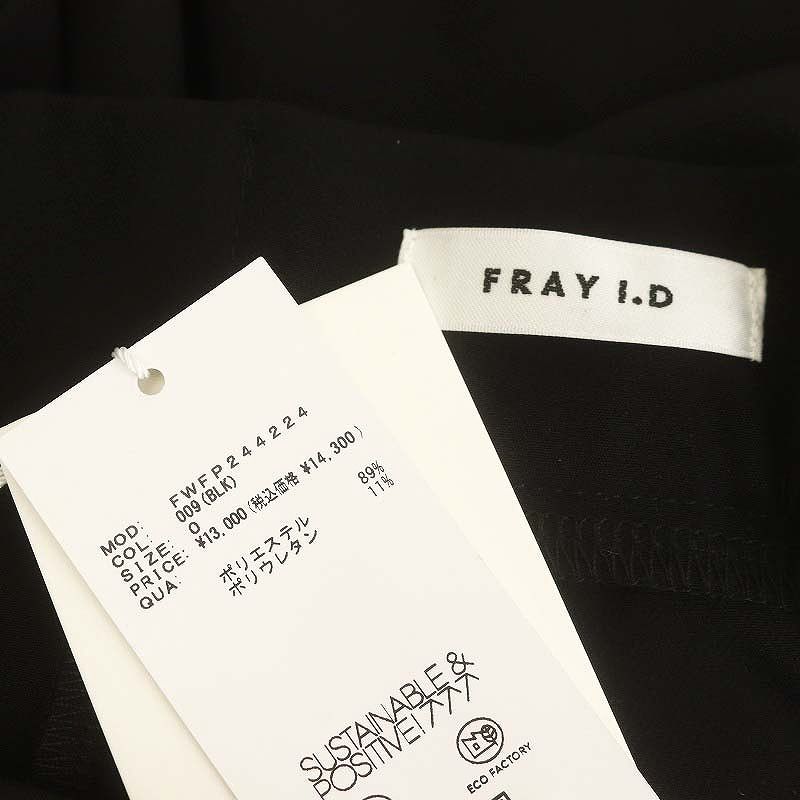 FRAY I.D
MOD: FWFP244224
COL: 009(BLK)
SIZE: 0
PRICE: ¥13,000(税込価格 ¥14,300)
QUA: ポリエステル 89%
ポリウレタン 11%
SUSTAINABLE &
POSITIVE!
ECO FACTORY